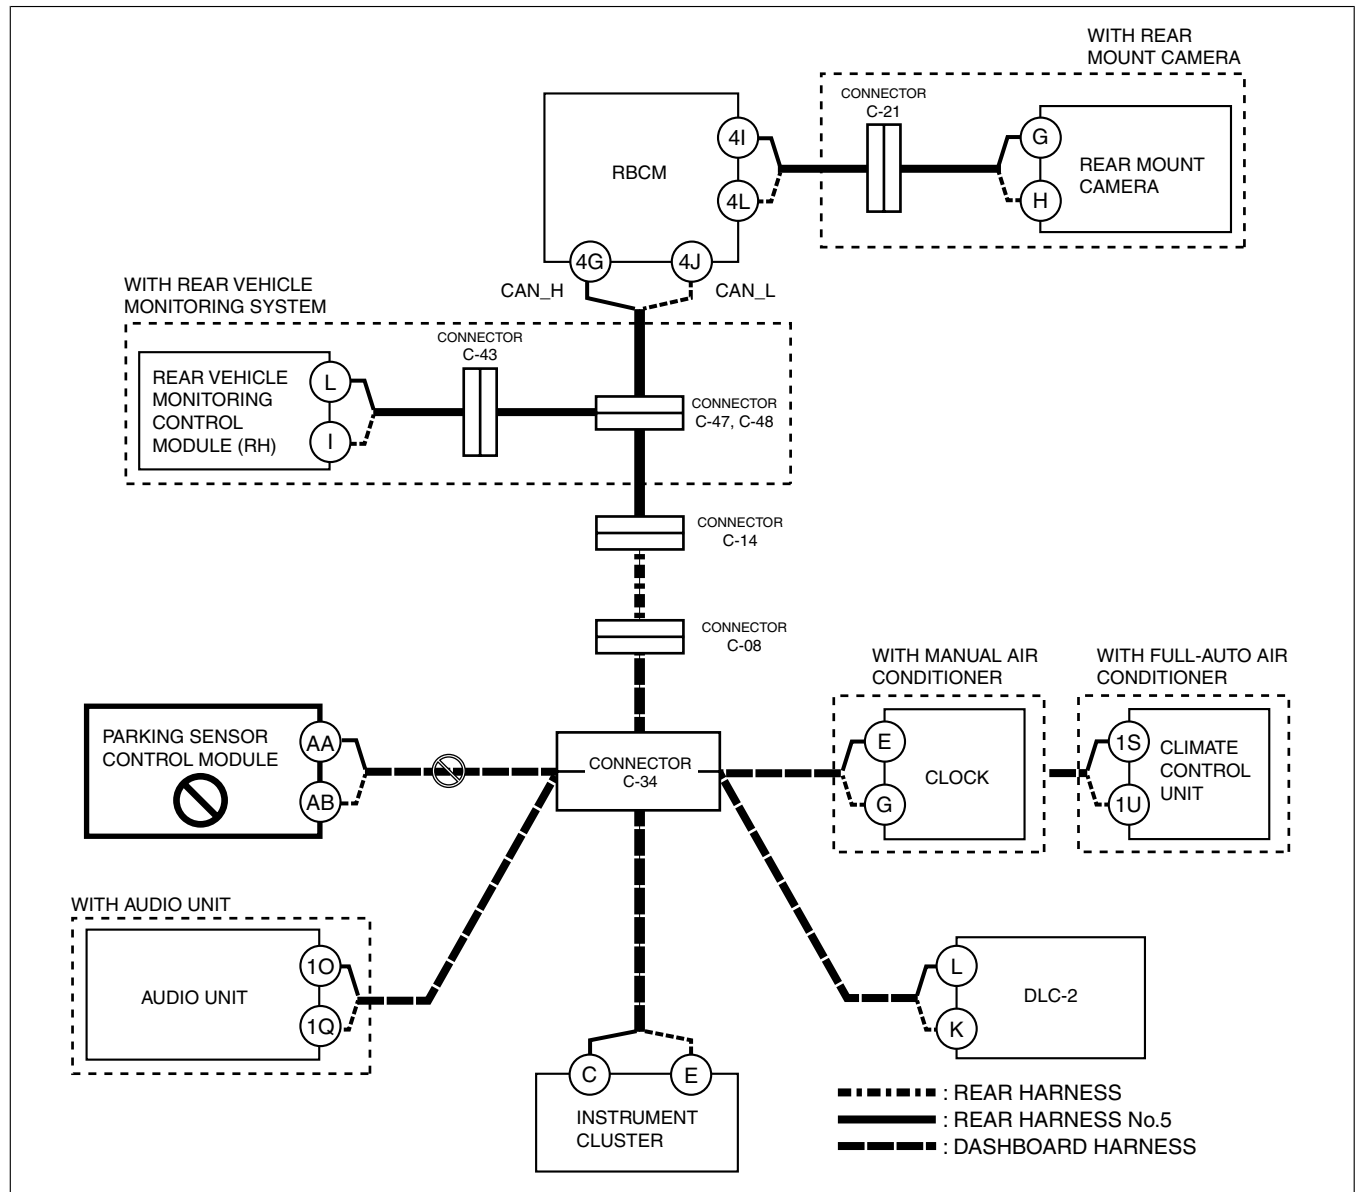 WITH REAR
MOUNT CAMERA
CONNECTOR
C-21
4I
G
RBCM
REAR MOUNT
CAMERA
4L
H
4G
4J
CAN_H
CAN_L
WITH REAR VEHICLE
MONITORING SYSTEM
CONNECTOR
C-43
REAR VEHICLE
MONITORING
CONTROL
MODULE (RH)
L
I
CONNECTOR
C-47, C-48
CONNECTOR
C-14
CONNECTOR
C-08
WITH MANUAL AIR
CONDITIONER
WITH FULL-AUTO AIR
CONDITIONER
PARKING SENSOR
CONTROL MODULE
AA
AB
CONNECTOR
C-34
E
G
CLOCK
1S
1U
CLIMATE
CONTROL
UNIT
WITH AUDIO UNIT
AUDIO UNIT
1O
1Q
L
K
DLC-2
C
E
INSTRUMENT
CLUSTER
: REAR HARNESS
: REAR HARNESS No.5
: DASHBOARD HARNESS